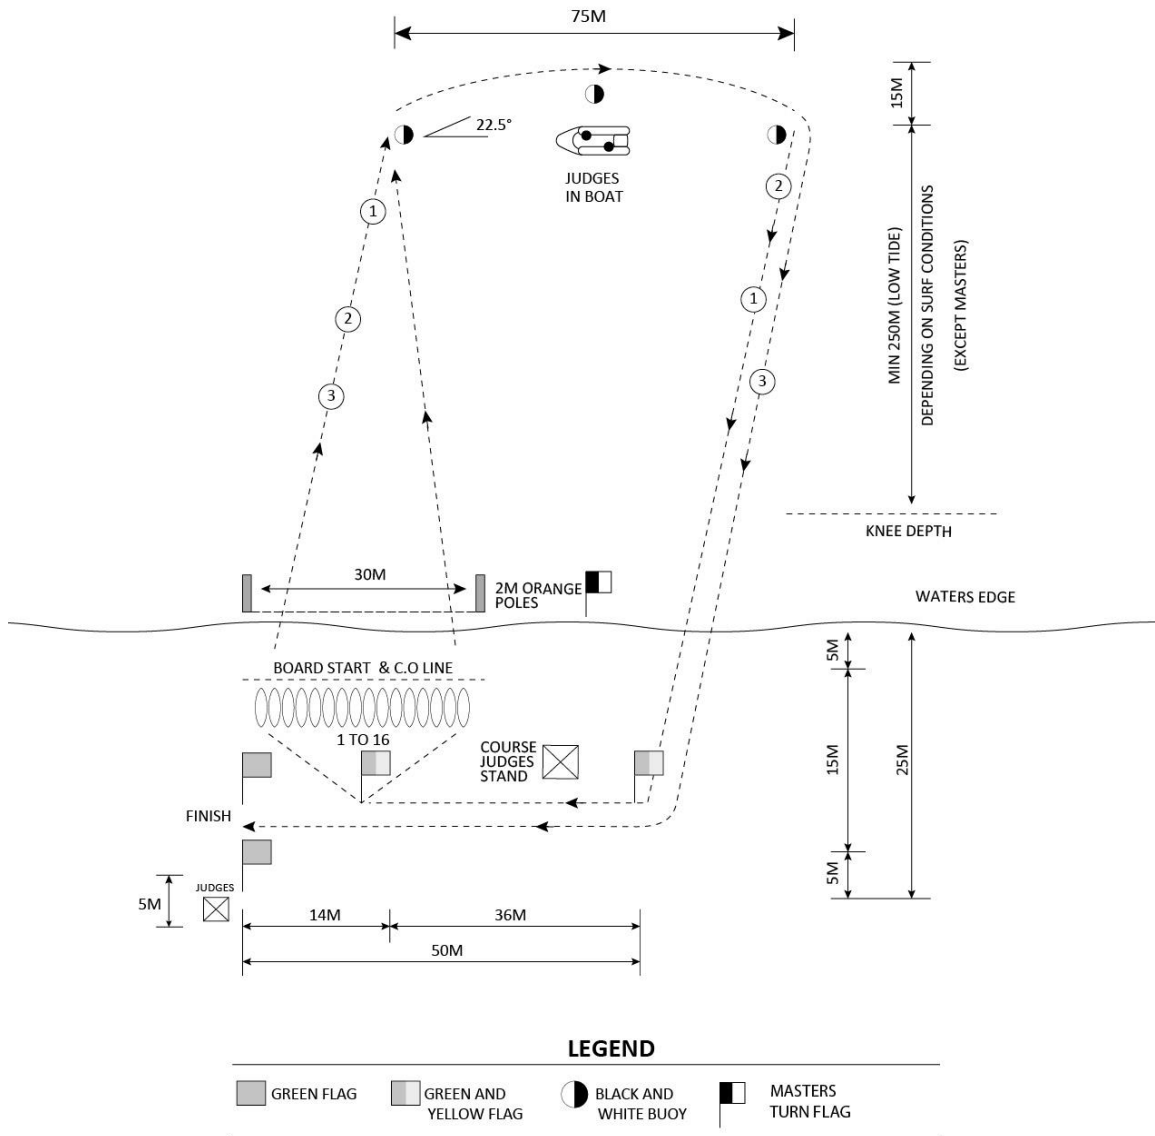 75M
15M
22.5°
JUDGES
IN BOAT
2
1
1
2
3
3
MIN 250M (LOW TIDE)
DEPENDING ON SURF CONDITIONS
(EXCEPT MASTERS)
KNEE DEPTH
30M
2M ORANGE
POLES
WATERS EDGE
BOARD START & C.O LINE
1 TO 16
COURSE
JUDGES
STAND
5M
15M
25M
5M
FINISH
JUDGES
5M
14M
36M
50M
LEGEND
GREEN FLAG
GREEN AND
YELLOW FLAG
BLACK AND
WHITE BUOY
MASTERS
TURN FLAG